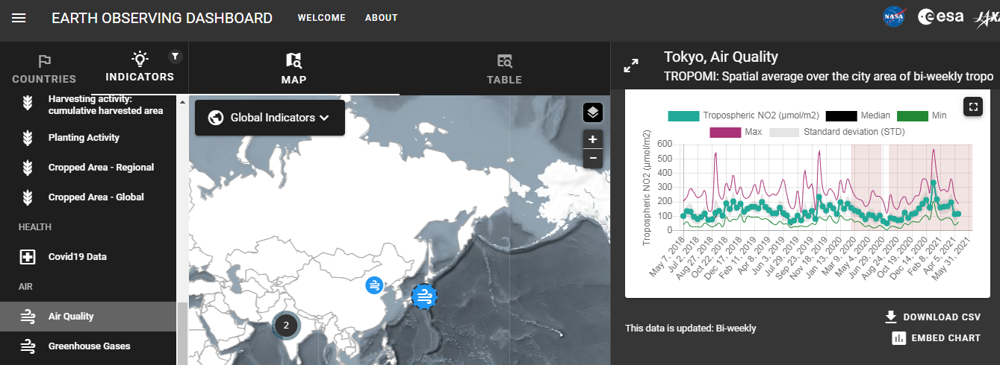 EARTH OBSERVING DASHBOARD
WELCOME
ABOUT
NASA
esa
COUNTRIES
INDICATORS
MAP
TABLE
Harvesting activity:
cumulative harvested area
Planting Activity
Cropped Area - Regional
Cropped Area - Global
HEALTH
Covid19 Data
AIR
Air Quality
Greenhouse Gases
Global Indicators
+
−
2
Tokyo, Air Quality
TROPOMI: Spatial average over the city area of bi-weekly tropo
Tropospheric NO2 (μmol/m2)
Median
Min
Max
Standard deviation (STD)
Tropospheric NO2 (μmol/m2)
600
500
400
300
200
100
0
May 7, 2018
Jul 2, 2018
Aug 27, 2018
Oct 22, 2018
Dec 17, 2018
Feb 11, 2019
Apr 8, 2019
Jun 3, 2019
Jul 29, 2019
Sep 23, 2019
Nov 18, 2019
Jan 13, 2020
Mar 9, 2020
May 4, 2020
Jun 29, 2020
Aug 24, 2020
Oct 19, 2020
Dec 14, 2020
Feb 8, 2021
Apr 5, 2021
May 31, 2021
This data is updated: Bi-weekly
DOWNLOAD CSV
EMBED CHART